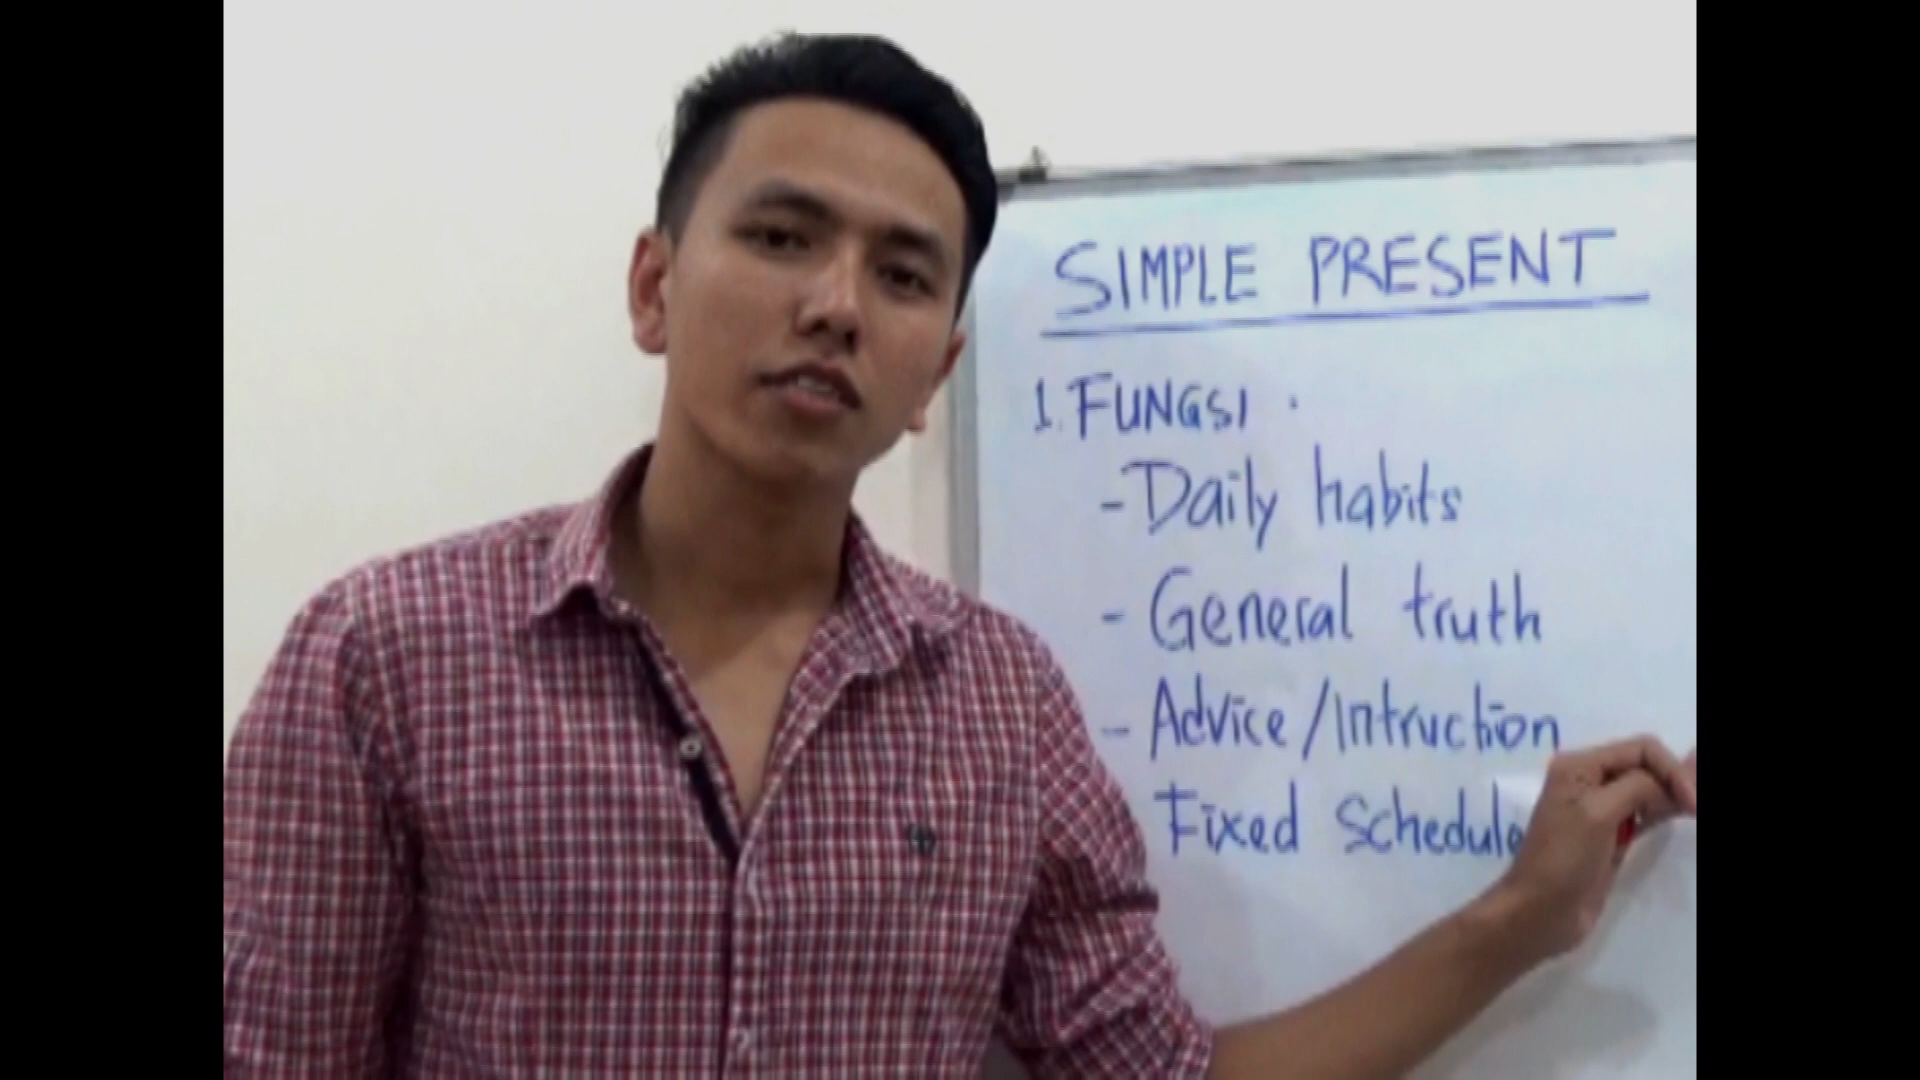 SIMPLE PRESENT
1. FUNGSI .
- Daily habits
- General truth
- Advice/Intruction
Fixed Schedule